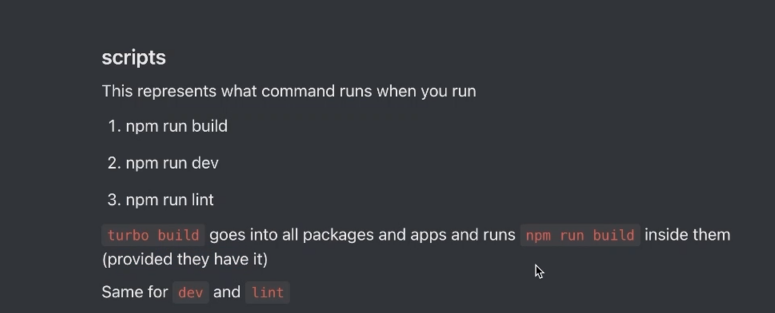 scripts
This represents what command runs when you run
1. npm run build
2. npm run dev
3. npm run lint
turbo build goes into all packages and apps and runs npm run build inside them
(provided they have it)
Same for dev and lint